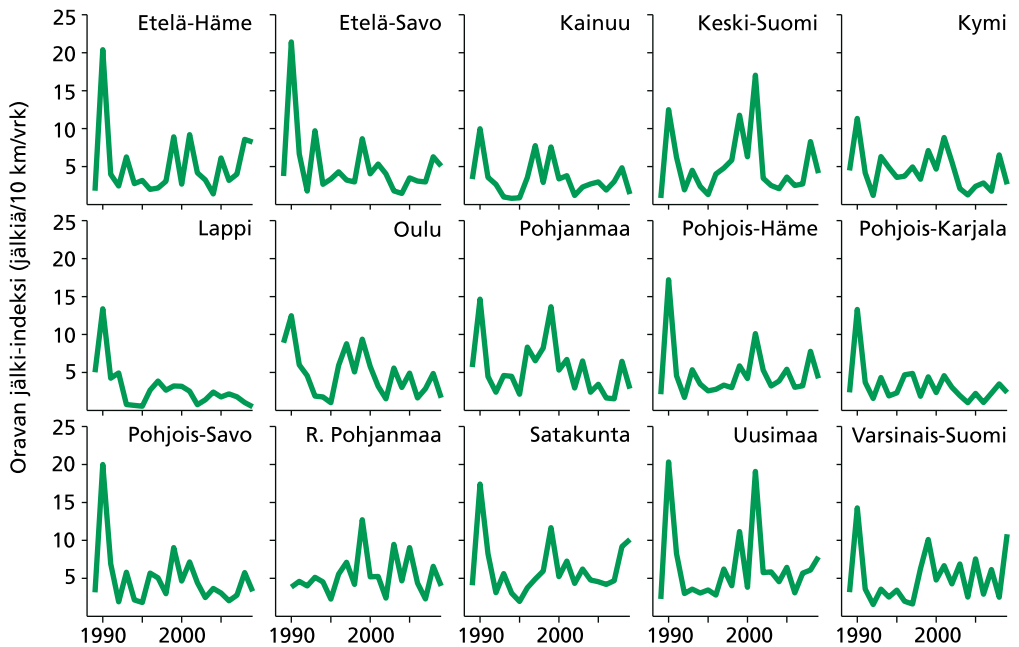 Oravan jälki-indeksi (jälkiä/10 km/vrk)
25 Etelä-Häme Etelä-Savo Kainuu Keski-Suomi Kymi
20
15
10
5
25 Lappi Oulu Pohjanmaa Pohjois-Häme Pohjois-Karjala
20
15
10
5
25 Pohjois-Savo R. Pohjanmaa Satakunta Uusimaa Varsinais-Suomi
20
15
10
5
1990 2000 1990 2000 1990 2000 1990 2000 1990 2000